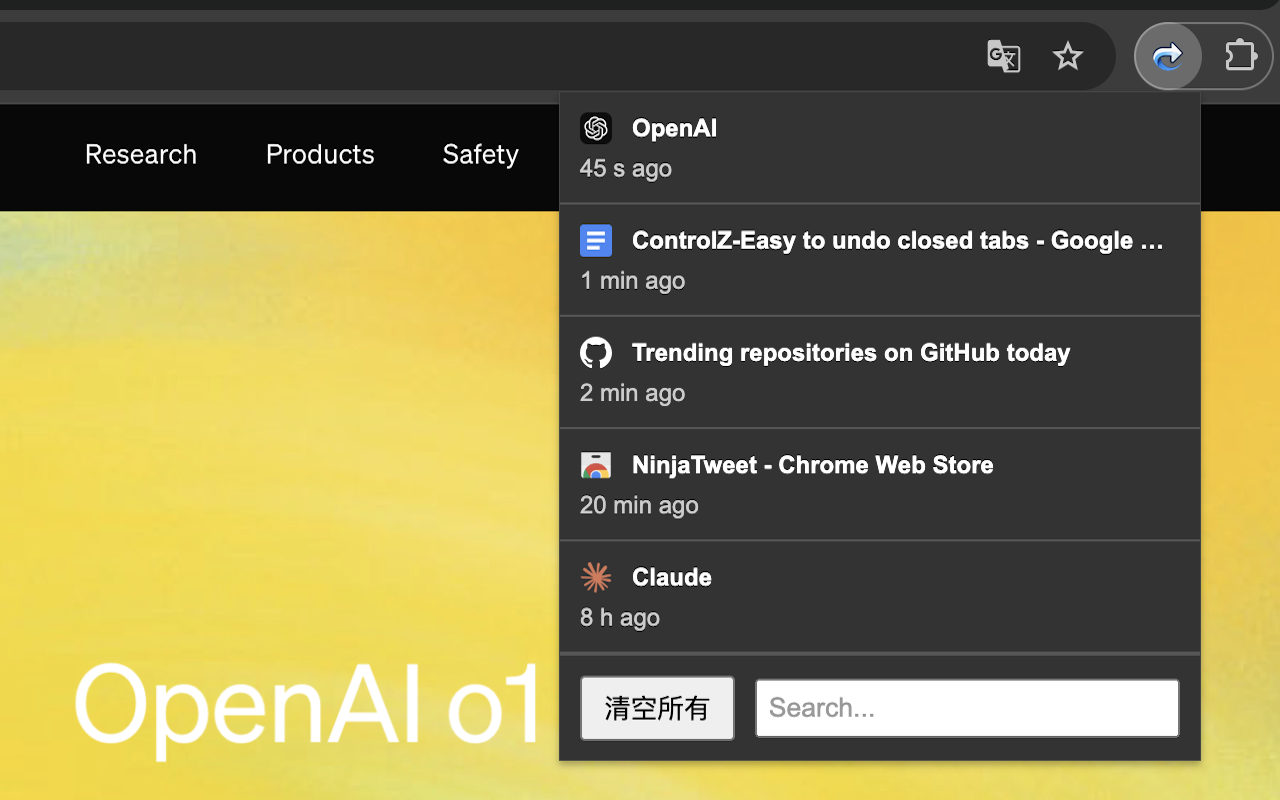 Research Products Safety
OpenAI
45 s ago
ControlZ-Easy to undo closed tabs - Google ...
1 min ago
Trending repositories on GitHub today
2 min ago
NinjaTweet - Chrome Web Store
20 min ago
Claude
8 h ago
清空所有 Search...
OpenAI o1